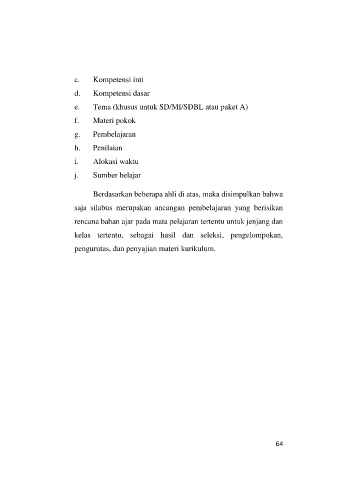 c. Kompetensi inti
d. Kompetensi dasar
e. Tema (khusus untuk SD/MI/SDBL atau paket A)
f. Materi pokok
g. Pembelajaran
h. Penilaian
i. Alokasi waktu
j. Sumber belajar
Berdasarkan beberapa ahli di atas, maka disimpulkan bahwa
saja silabus merupakan ancangan pembelajaran yang berisikan
rencana bahan ajar pada mata pelajaran tertentu untuk jenjang dan
kelas tertentu, sebagai hasil dan seleksi, pengelompokan,
pengurutas, dan penyajian materi kurikulum.
64